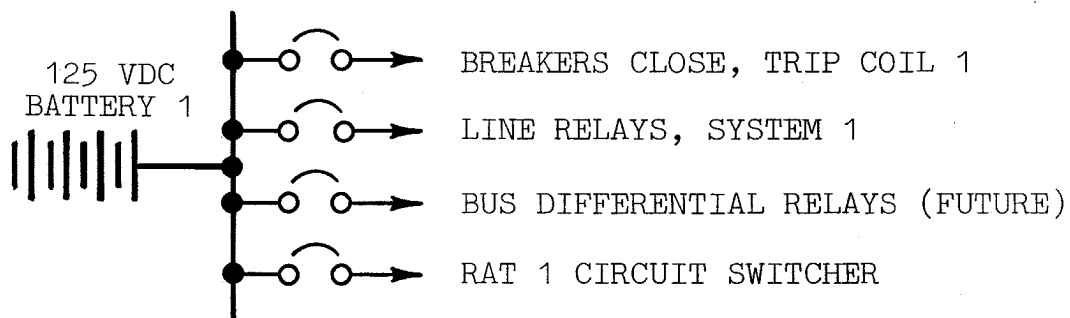 125 VDC
BATTERY 1
BREAKERS CLOSE, TRIP COIL 1
LINE RELAYS, SYSTEM 1
BUS DIFFERENTIAL RELAYS (FUTURE)
RAT 1 CIRCUIT SWITCHER